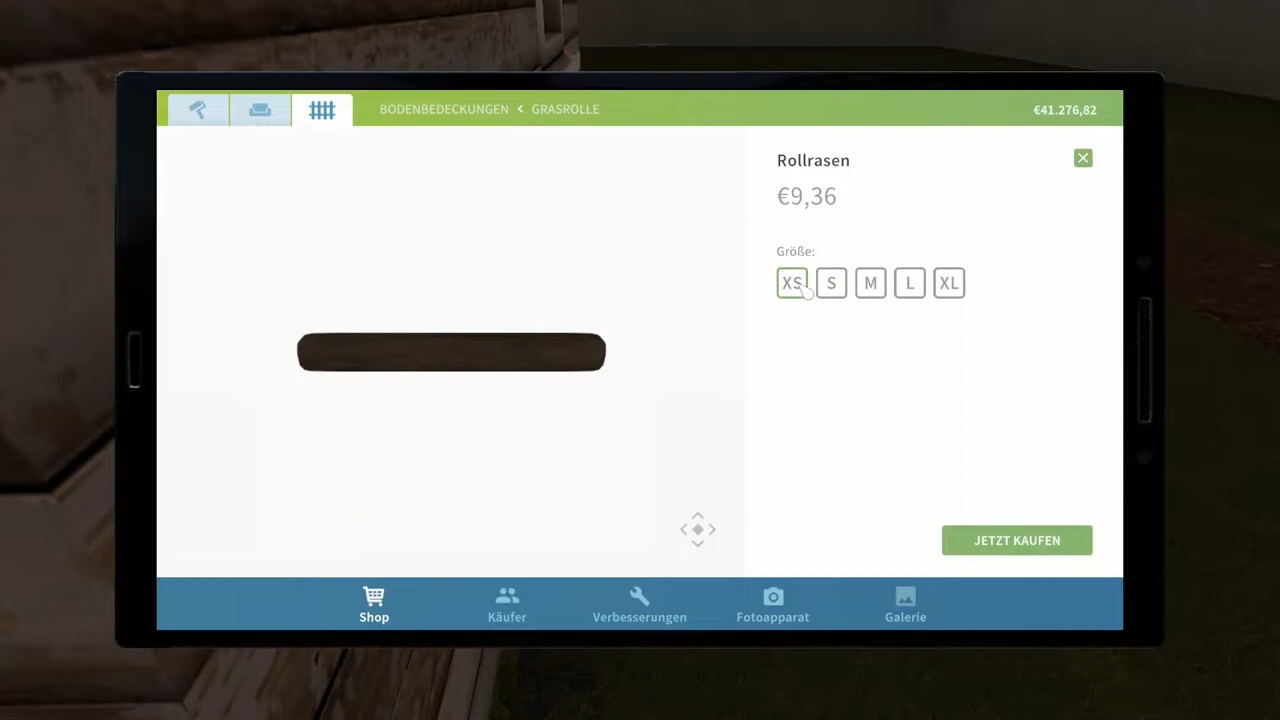 BODENBEDECKUNGEN < GRASROLLE
€41.276,82
Rollrasen
€9,36
Größe:
XS S M L XL
JETZT KAUFEN
Shop Käufer Verbesserungen Fotoapparat Galerie